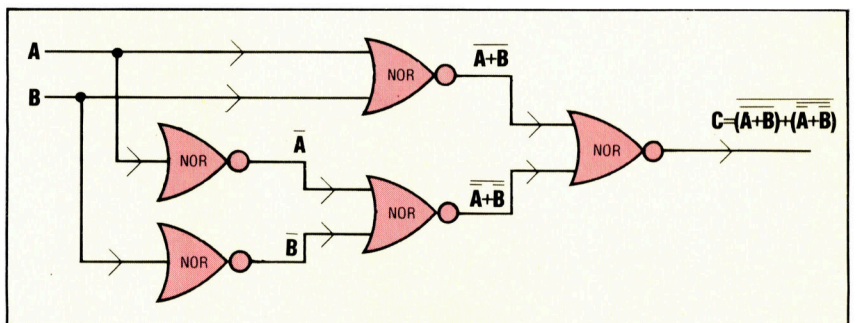 A
B
NOR
A̅+̅B̅
NOR
C=(A̅+̅B̅)+(A̿+̅B̿)
NOR
A̅
NOR
A̿+̅B̿
NOR
B̅